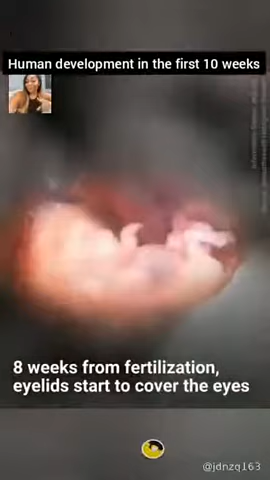 Human development in the first 10 weeks
8 weeks from fertilization,
eyelids start to cover the eyes
@jdnzq163